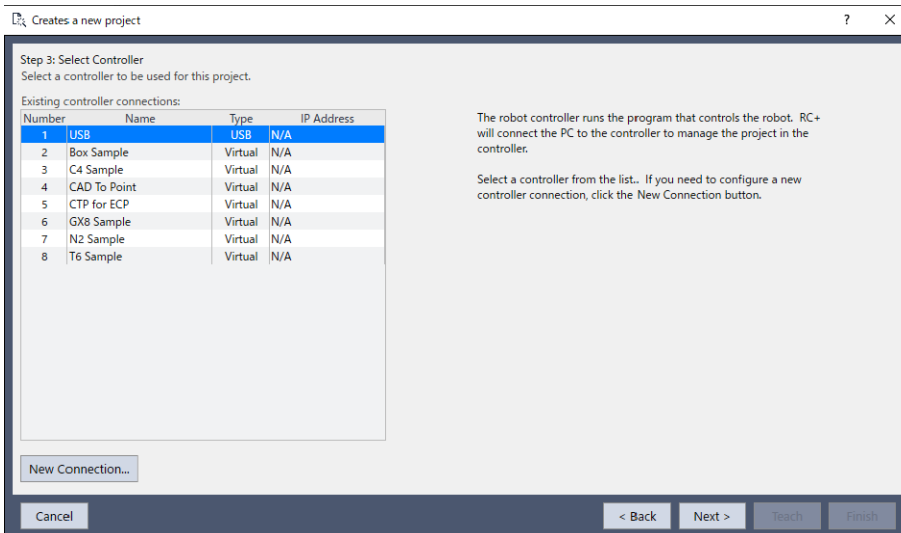 Creates a new project ? ×
Step 3: Select Controller
Select a controller to be used for this project.
Existing controller connections:
Number Name Type IP Address
1 USB USB N/A
2 Box Sample Virtual N/A
3 C4 Sample Virtual N/A
4 CAD To Point Virtual N/A
5 CTP for ECP Virtual N/A
6 GX8 Sample Virtual N/A
7 N2 Sample Virtual N/A
8 T6 Sample Virtual N/A
The robot controller runs the program that controls the robot. RC+
will connect the PC to the controller to manage the project in the
controller.
Select a controller from the list.. If you need to configure a new
controller connection, click the New Connection button.
New Connection...
Cancel < Back Next > Teach Finish